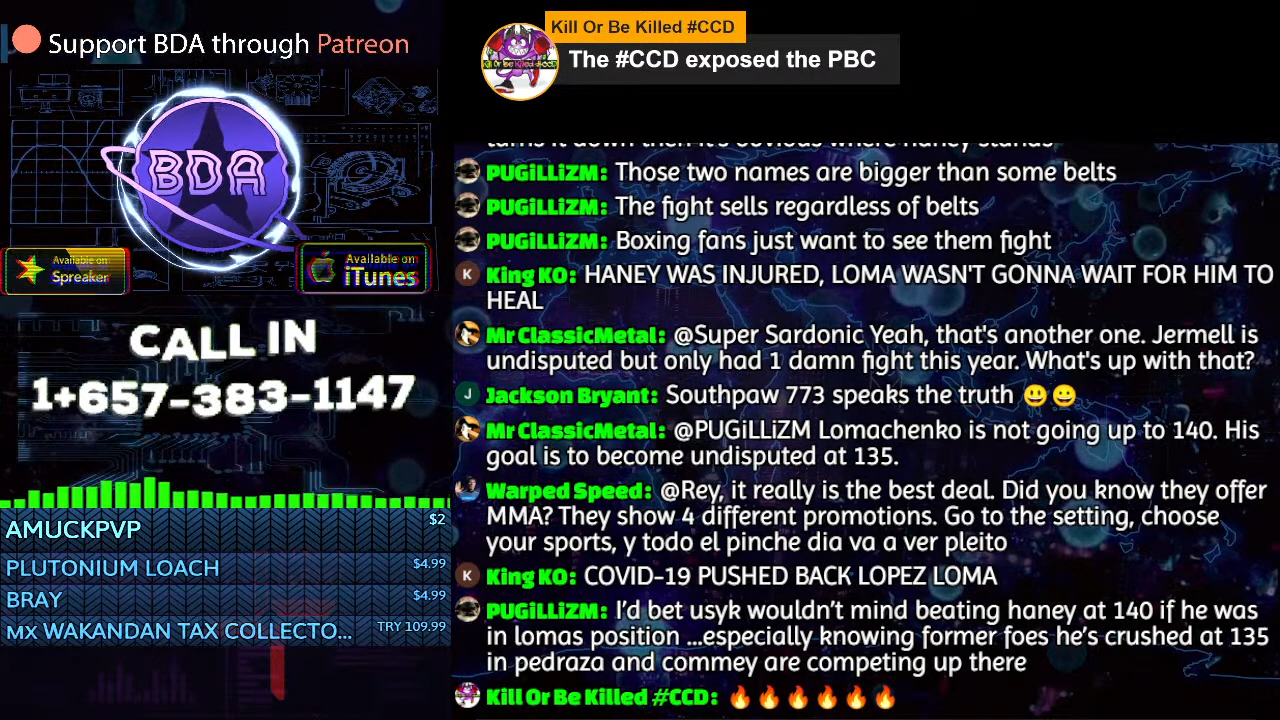 Support BDA through Patreon
BDA
Available on
Spreaker
Available on
iTunes
CALL IN
1+657-383-1147
AMUCKPVP $2
PLUTONIUM LOACH $4.99
BRAY $4.99
MX WAKANDAN TAX COLLECTO... TRY 109.99
Kill Or Be Killed #CCD
The #CCD exposed the PBC
turns it down then it's obvious where haney stands
PUGiLLiZM: Those two names are bigger than some belts
PUGiLLiZM: The fight sells regardless of belts
PUGiLLiZM: Boxing fans just want to see them fight
K King KO: HANEY WAS INJURED, LOMA WASN'T GONNA WAIT FOR HIM TO
HEAL
Mr ClassicMetal: @Super Sardonic Yeah, that's another one. Jermell is
undisputed but only had 1 damn fight this year. What's up with that?
J Jackson Bryant: Southpaw 773 speaks the truth 😃😀
Mr ClassicMetal: @PUGiLLiZM Lomachenko is not going up to 140. His
goal is to become undisputed at 135.
Warped Speed: @Rey, it really is the best deal. Did you know they offer
MMA? They show 4 different promotions. Go to the setting, choose
your sports, y todo el pinche dia va a ver pleito
K King KO: COVID-19 PUSHED BACK LOPEZ LOMA
PUGiLLiZM: I'd bet usyk wouldn't mind beating haney at 140 if he was
in lomas position ...especially knowing former foes he's crushed at 135
in pedraza and commey are competing up there
Kill Or Be Killed #CCD: 🔥🔥🔥🔥🔥🔥